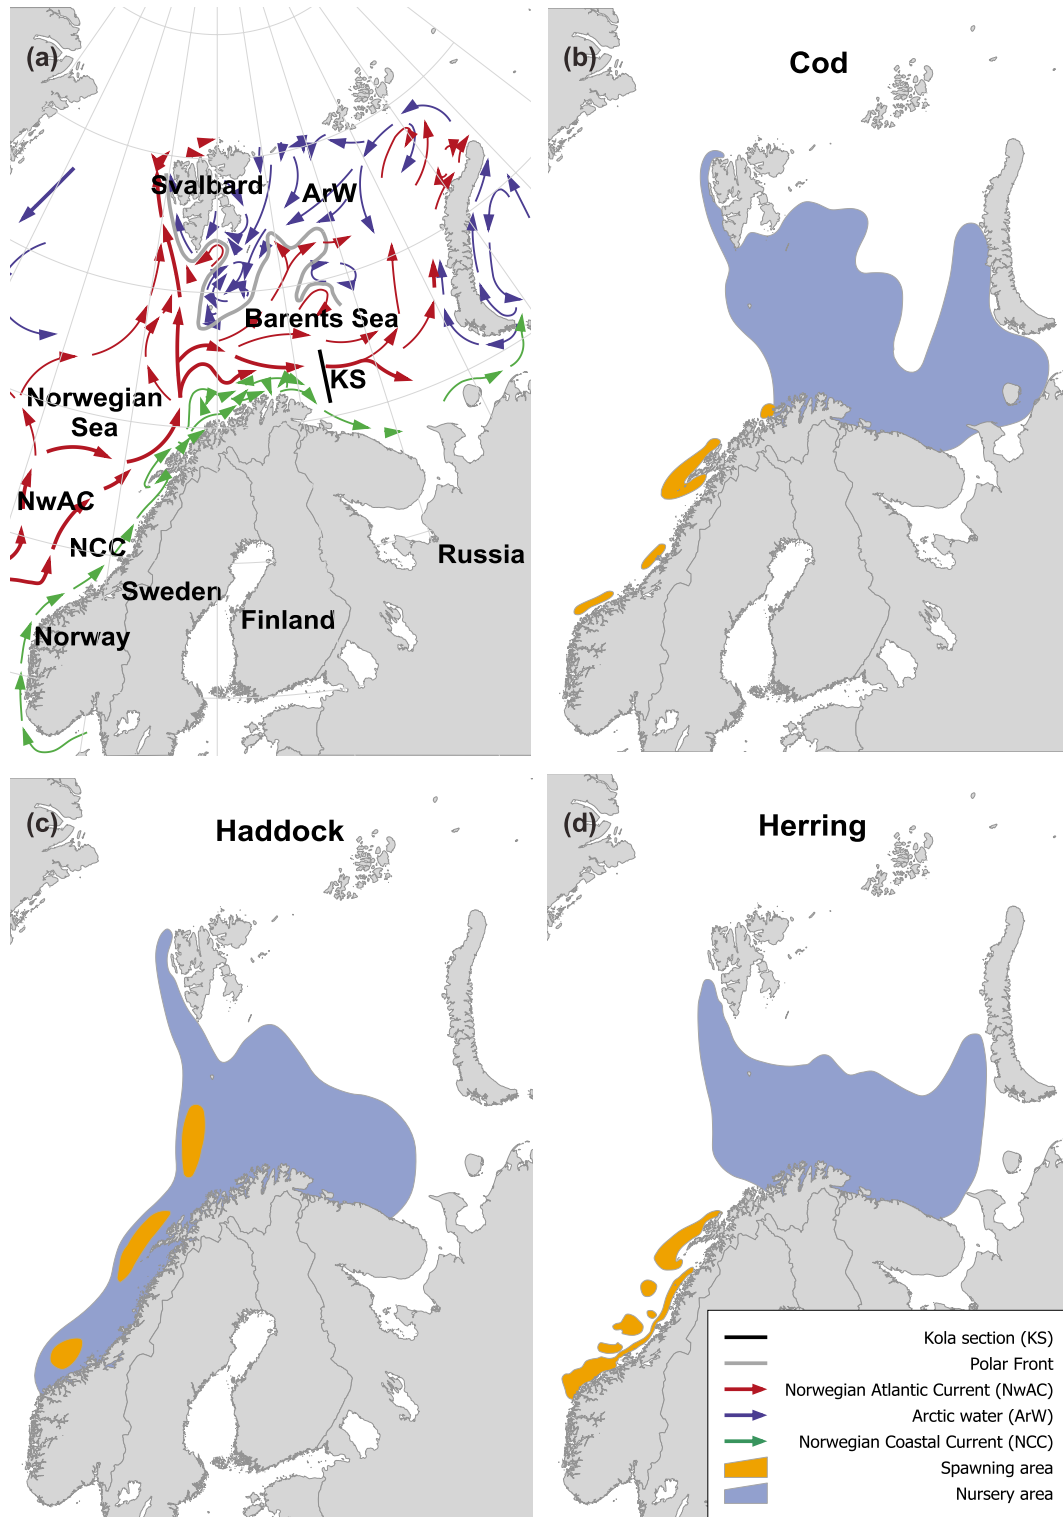 (a)
Svalbard
ArW
Barents Sea
KS
Norwegian
Sea
NwAC
NCC
Russia
Sweden
Finland
Norway
(b)
Cod
(c)
Haddock
(d)
Herring
Kola section (KS)
Polar Front
Norwegian Atlantic Current (NwAC)
Arctic water (ArW)
Norwegian Coastal Current (NCC)
Spawning area
Nursery area